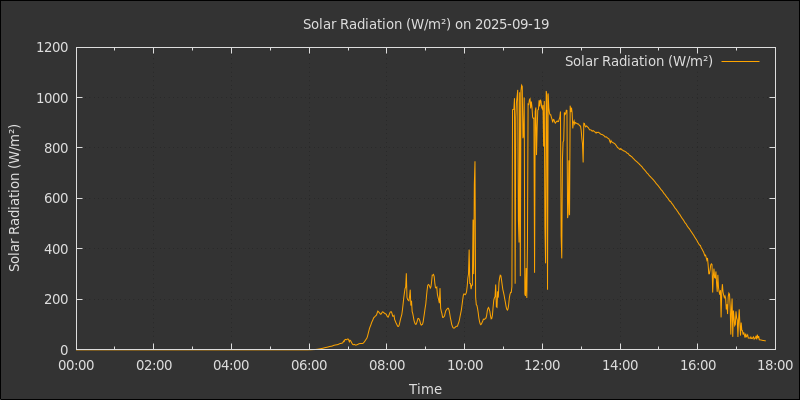 Solar Radiation (W/m²) on 2025-09-19
Solar Radiation (W/m²)
Solar Radiation (W/m²)
1200
1000
800
600
400
200
0
00:00 02:00 04:00 06:00 08:00 10:00 12:00 14:00 16:00 18:00
Time